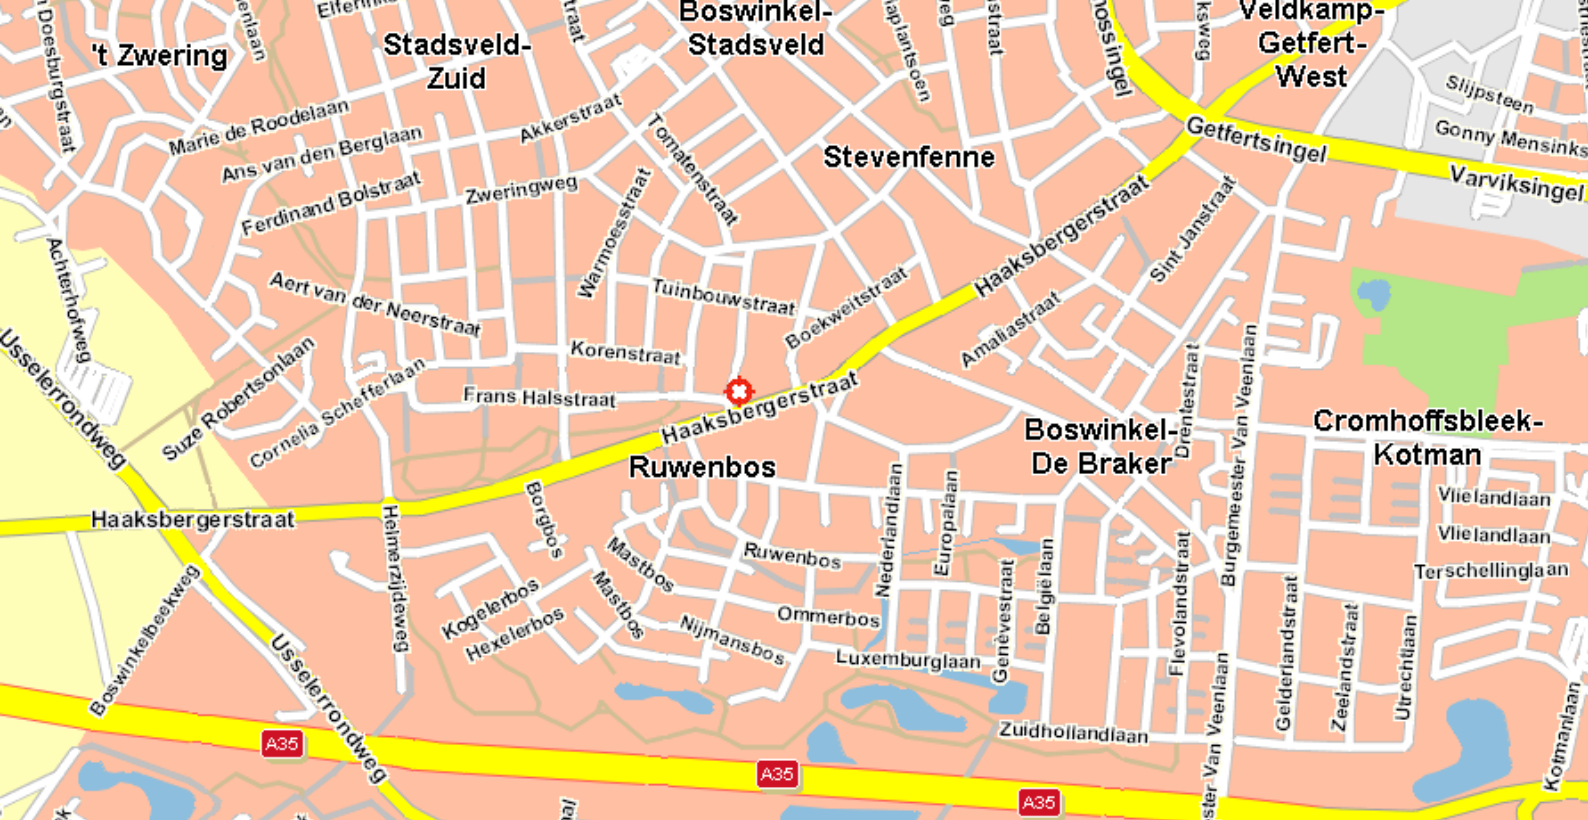 Boswinkel-
Stadsveld
Veldkamp-
Getfert-
West
't Zwering
Stadsveld-
Zuid
Doesburgstraat
Slijpsteen
Gonny Mensinks
Marie de Roodelaan
Akkerstraat
Ans van den Berglaan
Tomatenstraat
Stevenfenne
Getfertsingel
Varviksingel
Ferdinand Bolstraat
Zweringweg
Warmoesstraat
Haaksbergerstraat
Sint Janstraat
Achterhofweg
Aert van der Neerstraat
Tuinbouwstraat
Boekweitstraat
Amaliastraat
Korenstraat
Usselerrondweg
Suze Robertsonlaan
Cornelia Schefferlaan
Frans Halsstraat
Haaksbergerstraat
Drentestraat
Burgemeester Van Veenlaan
Boswinkel-
De Braker
Cromhoffsbleek-
Kotman
Ruwenbos
Haaksbergerstraat
Heimerzijdeweg
Borgbos
Nederlandlaan
Europalaan
Vlielandlaan
Vlielandlaan
Terschellinglaan
Mastbos
Ruwenbos
Mastbos
Kogelerbos
Hexelerbos
Nijmansbos
Ommerbos
Luxemburglaan
Genèvestraat
Belgiëlaan
Flevolandstraat
Gelderlandstraat
Zeelandstraat
Utrechtlaan
Boswinkelbeekweg
Usselerrondweg
Zuidhollandlaan
Kotmanlaan
A35
A35
A35
ster Van Veenlaan